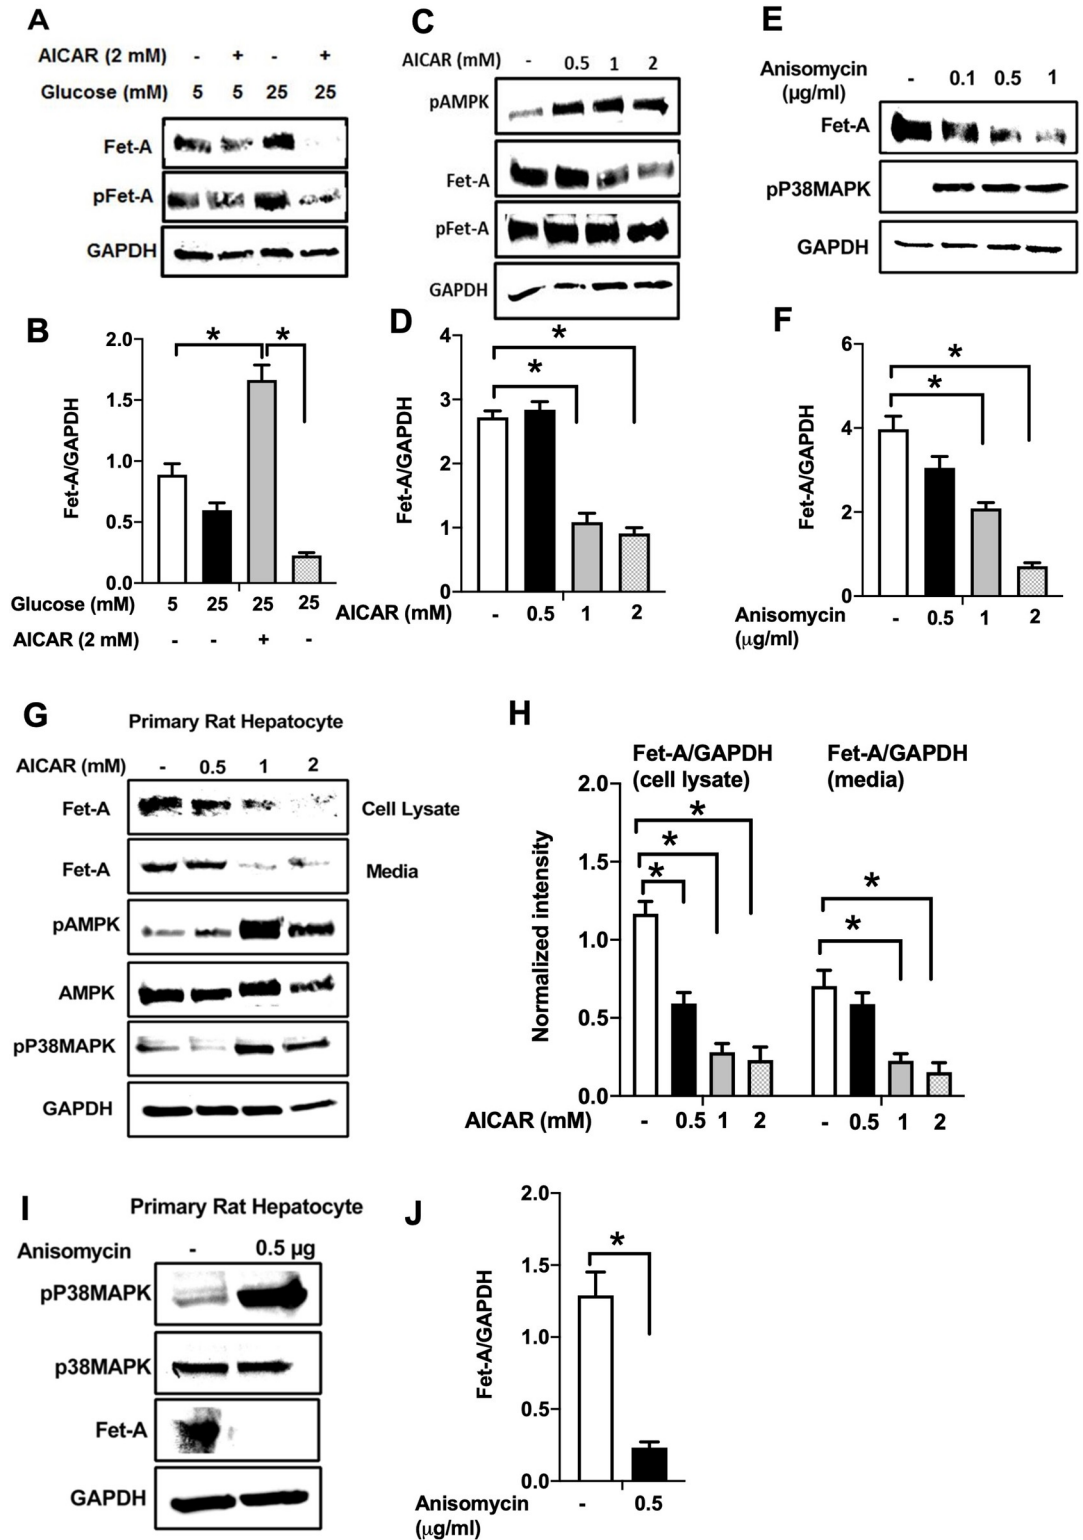 A
AICAR (2 mM) - + - +
Glucose (mM) 5 5 25 25
Fet-A
pFet-A
GAPDH
C
AICAR (mM) - 0.5 1 2
pAMPK
Fet-A
pFet-A
GAPDH
E
Anisomycin - 0.1 0.5 1
(µg/ml)
Fet-A
pP38MAPK
GAPDH
B
Fet-A/GAPDH
2.0
1.5
1.0
0.5
0.0
* *
Glucose (mM) 5 25 25 25
AICAR (2 mM) - - + -
D
Fet-A/GAPDH
4
3
2
1
0
*
*
AICAR (mM) - 0.5 1 2
F
Fet-A/GAPDH
6
4
2
0
*
*
Anisomycin - 0.5 1 2
(µg/ml)
G
Primary Rat Hepatocyte
AICAR (mM) - 0.5 1 2
Fet-A Cell Lysate
Fet-A Media
pAMPK
AMPK
pP38MAPK
GAPDH
H
Fet-A/GAPDH
(cell lysate)
Fet-A/GAPDH
(media)
Normalized intensity
2.0
1.5
1.0
0.5
0.0
*
*
*
*
*
AICAR (mM) - 0.5 1 2 - 0.5 1 2
I
Primary Rat Hepatocyte
Anisomycin - 0.5 µg
pP38MAPK
p38MAPK
Fet-A
GAPDH
J
Fet-A/GAPDH
2.0
1.5
1.0
0.5
0.0
*
Anisomycin - 0.5
(µg/ml)